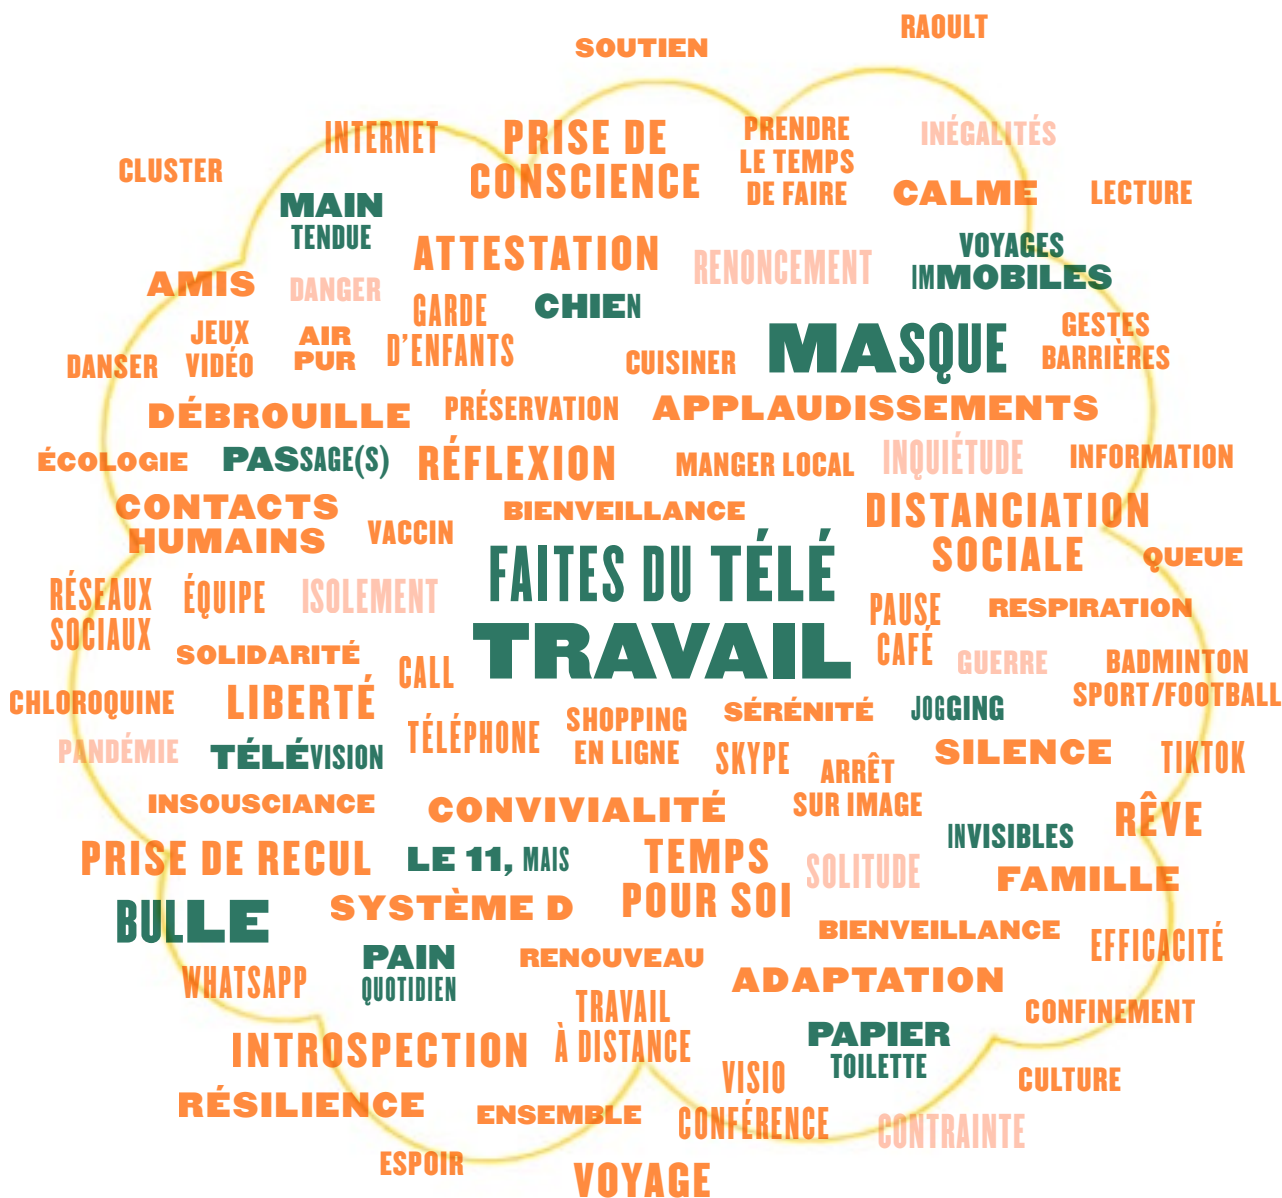 RAOULT
SOUTIEN
INTERNET
PRISE DE
CONSCIENCE
PRENDRE
LE TEMPS
DE FAIRE
INÉGALITÉS
CLUSTER
MAIN
TENDUE
CALME
LECTURE
ATTESTATION
RENONCEMENT
VOYAGES
IMMOBILES
AMIS
DANGER
GARDE
D'ENFANTS
CHIEN
MASQUE
GESTES
BARRIÈRES
DANSER
JEUX
VIDÉO
AIR
PUR
CUISINER
DÉBROUILLE
PRÉSERVATION
APPLAUDISSEMENTS
ÉCOLOGIE
PASSAGE(S)
RÉFLEXION
MANGER LOCAL
INQUIÉTUDE
INFORMATION
CONTACTS
HUMAINS
VACCIN
BIENVEILLANCE
DISTANCIATION
SOCIALE
QUEUE
FAITES DU TÉLÉ
TRAVAIL
RÉSEAUX
SOCIAUX
ÉQUIPE
ISOLEMENT
PAUSE
CAFÉ
RESPIRATION
SOLIDARITÉ
CALL
GUERRE
BADMINTON
SPORT/FOOTBALL
CHLOROQUINE
LIBERTÉ
TÉLÉPHONE
SHOPPING
EN LIGNE
SÉRÉNITÉ
JOGGING
PANDÉMIE
TÉLÉVISION
SKYPE
ARRÊT
SUR IMAGE
SILENCE
TIKTOK
INSOUSCIANCE
CONVIVIALITÉ
INVISIBLES
RÊVE
PRISE DE RECUL
LE 11, MAIS
TEMPS
POUR SOI
SOLITUDE
FAMILLE
BULLE
SYSTÈME D
BIENVEILLANCE
EFFICACITÉ
WHATSAPP
PAIN
QUOTIDIEN
RENOUVEAU
ADAPTATION
TRAVAIL
À DISTANCE
CONFINEMENT
INTROSPECTION
PAPIER
TOILETTE
VISIO
CONFÉRENCE
CULTURE
RÉSILIENCE
ENSEMBLE
CONTRAINTE
ESPOIR
VOYAGE